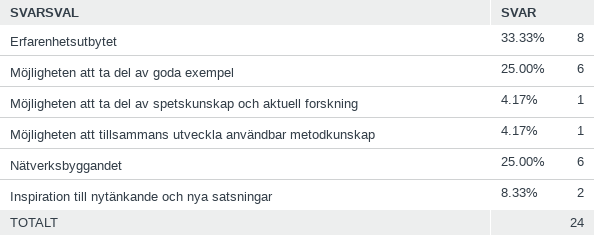 SVARSVAL SVAR
Erfarenhetsutbytet 33.33% 8
Möjligheten att ta del av goda exempel 25.00% 6
Möjligheten att ta del av spetskunskap och aktuell forskning 4.17% 1
Möjligheten att tillsammans utveckla användbar metodkunskap 4.17% 1
Nätverksbyggandet 25.00% 6
Inspiration till nytänkande och nya satsningar 8.33% 2
TOTALT 24